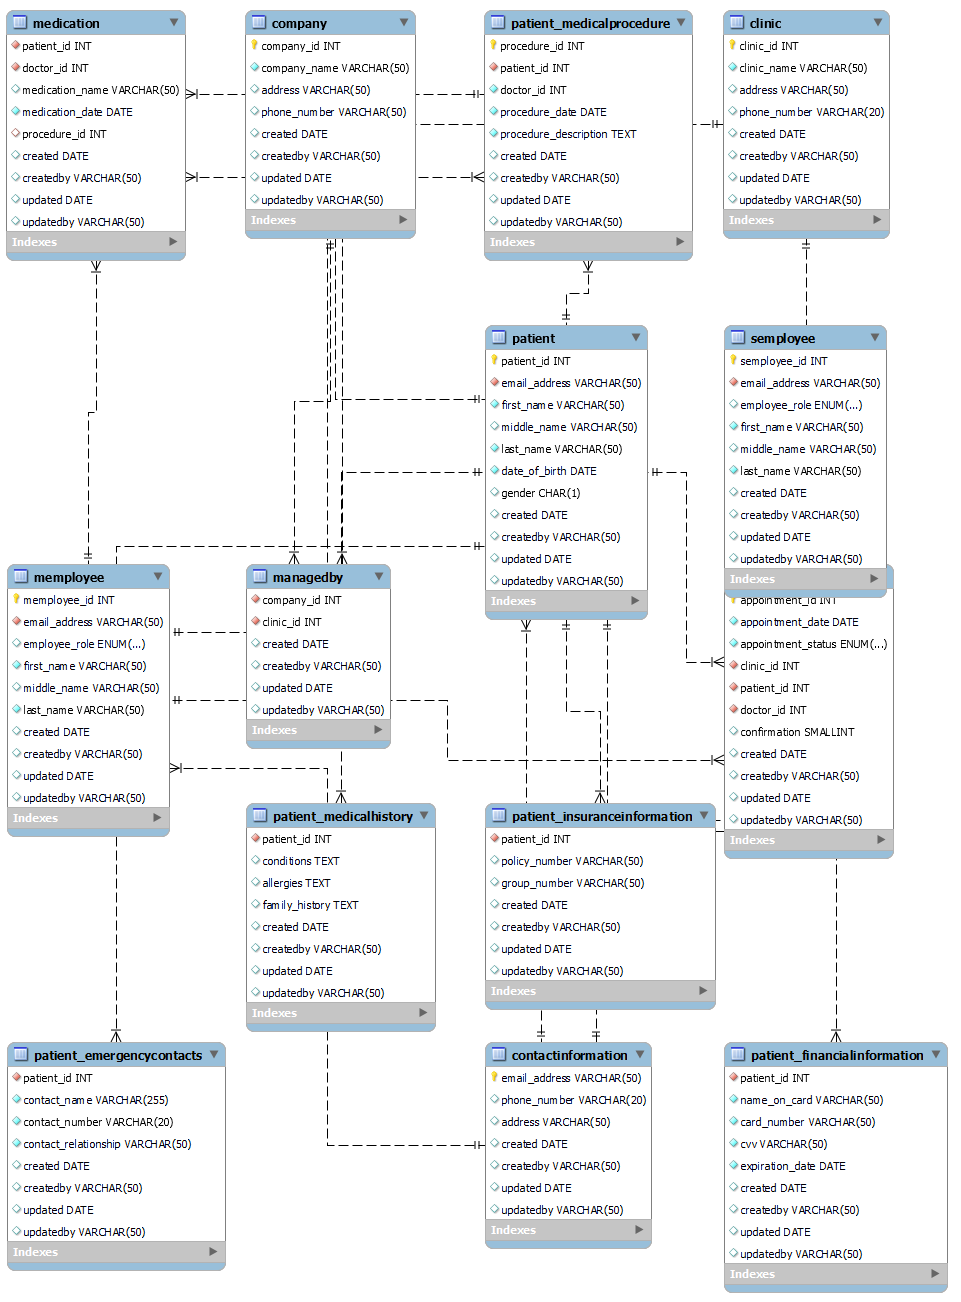 medication
patient_id INT
doctor_id INT
medication_name VARCHAR(50)
medication_date DATE
procedure_id INT
created DATE
createdby VARCHAR(50)
updated DATE
updatedby VARCHAR(50)
Indexes
company
company_id INT
company_name VARCHAR(50)
address VARCHAR(50)
phone_number VARCHAR(50)
created DATE
createdby VARCHAR(50)
updated DATE
updatedby VARCHAR(50)
Indexes
patient_medicalprocedure
procedure_id INT
patient_id INT
doctor_id INT
procedure_date DATE
procedure_description TEXT
created DATE
createdby VARCHAR(50)
updated DATE
updatedby VARCHAR(50)
Indexes
clinic
clinic_id INT
clinic_name VARCHAR(50)
address VARCHAR(50)
phone_number VARCHAR(20)
created DATE
createdby VARCHAR(50)
updated DATE
updatedby VARCHAR(50)
Indexes
patient
patient_id INT
email_address VARCHAR(50)
first_name VARCHAR(50)
middle_name VARCHAR(50)
last_name VARCHAR(50)
date_of_birth DATE
gender CHAR(1)
created DATE
createdby VARCHAR(50)
updated DATE
updatedby VARCHAR(50)
Indexes
semployee
semployee_id INT
email_address VARCHAR(50)
employee_role ENUM(...)
first_name VARCHAR(50)
middle_name VARCHAR(50)
last_name VARCHAR(50)
created DATE
createdby VARCHAR(50)
updated DATE
updatedby VARCHAR(50)
Indexes
appointment_id INT
appointment_date DATE
appointment_status ENUM(...)
clinic_id INT
patient_id INT
doctor_id INT
confirmation SMALLINT
created DATE
createdby VARCHAR(50)
updated DATE
updatedby VARCHAR(50)
Indexes
memployee
memployee_id INT
email_address VARCHAR(50)
employee_role ENUM(...)
first_name VARCHAR(50)
middle_name VARCHAR(50)
last_name VARCHAR(50)
created DATE
createdby VARCHAR(50)
updated DATE
updatedby VARCHAR(50)
Indexes
managedby
company_id INT
clinic_id INT
created DATE
createdby VARCHAR(50)
updated DATE
updatedby VARCHAR(50)
Indexes
patient_medicalhistory
patient_id INT
conditions TEXT
allergies TEXT
family_history TEXT
created DATE
createdby VARCHAR(50)
updated DATE
updatedby VARCHAR(50)
Indexes
patient_insuranceinformation
patient_id INT
policy_number VARCHAR(50)
group_number VARCHAR(50)
created DATE
createdby VARCHAR(50)
updated DATE
updatedby VARCHAR(50)
Indexes
patient_emergencycontacts
patient_id INT
contact_name VARCHAR(255)
contact_number VARCHAR(20)
contact_relationship VARCHAR(50)
created DATE
createdby VARCHAR(50)
updated DATE
updatedby VARCHAR(50)
Indexes
contactinformation
email_address VARCHAR(50)
phone_number VARCHAR(20)
address VARCHAR(50)
created DATE
createdby VARCHAR(50)
updated DATE
updatedby VARCHAR(50)
Indexes
patient_financialinformation
patient_id INT
name_on_card VARCHAR(50)
card_number VARCHAR(50)
cvv VARCHAR(50)
expiration_date DATE
created DATE
createdby VARCHAR(50)
updated DATE
updatedby VARCHAR(50)
Indexes